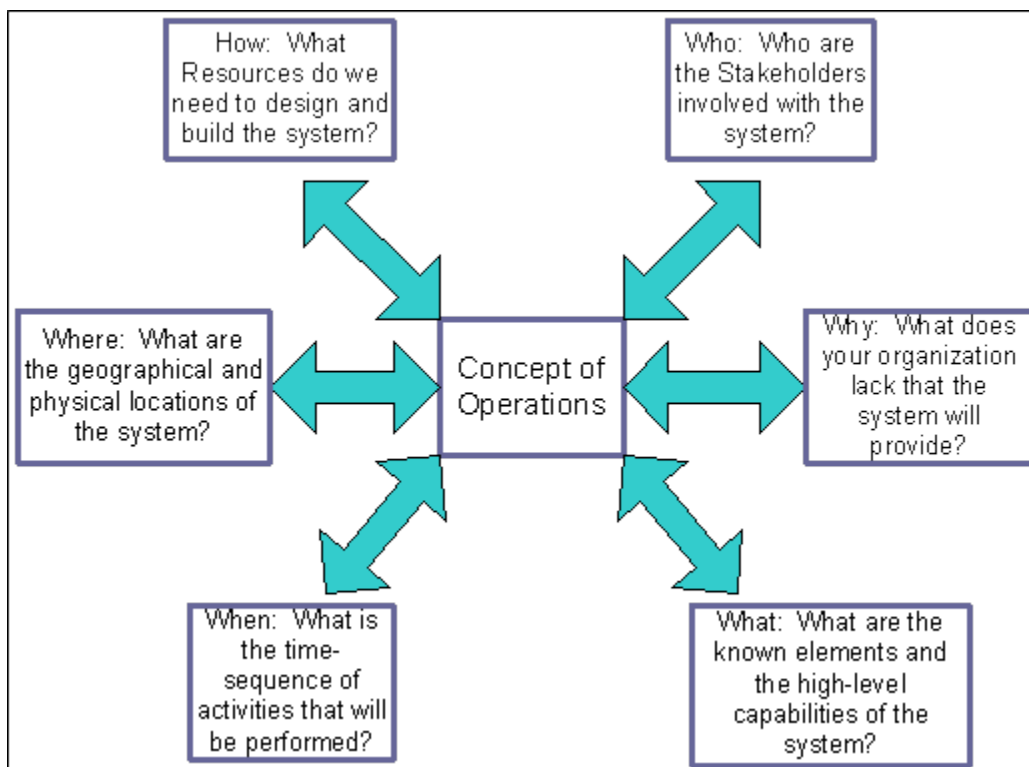 How:  What
Resources do we
need to design and
build the system?
Who:  Who are
the Stakeholders
involved with the
system?
Where:  What are
the geographical and
physical locations of
the system?
Concept of
Operations
Why:  What does
your organization
lack that the
system will
provide?
When:  What is
the time-
sequence of
activities that will
be performed?
What:  What are the
known elements and
the high-level
capabilities of the
system?